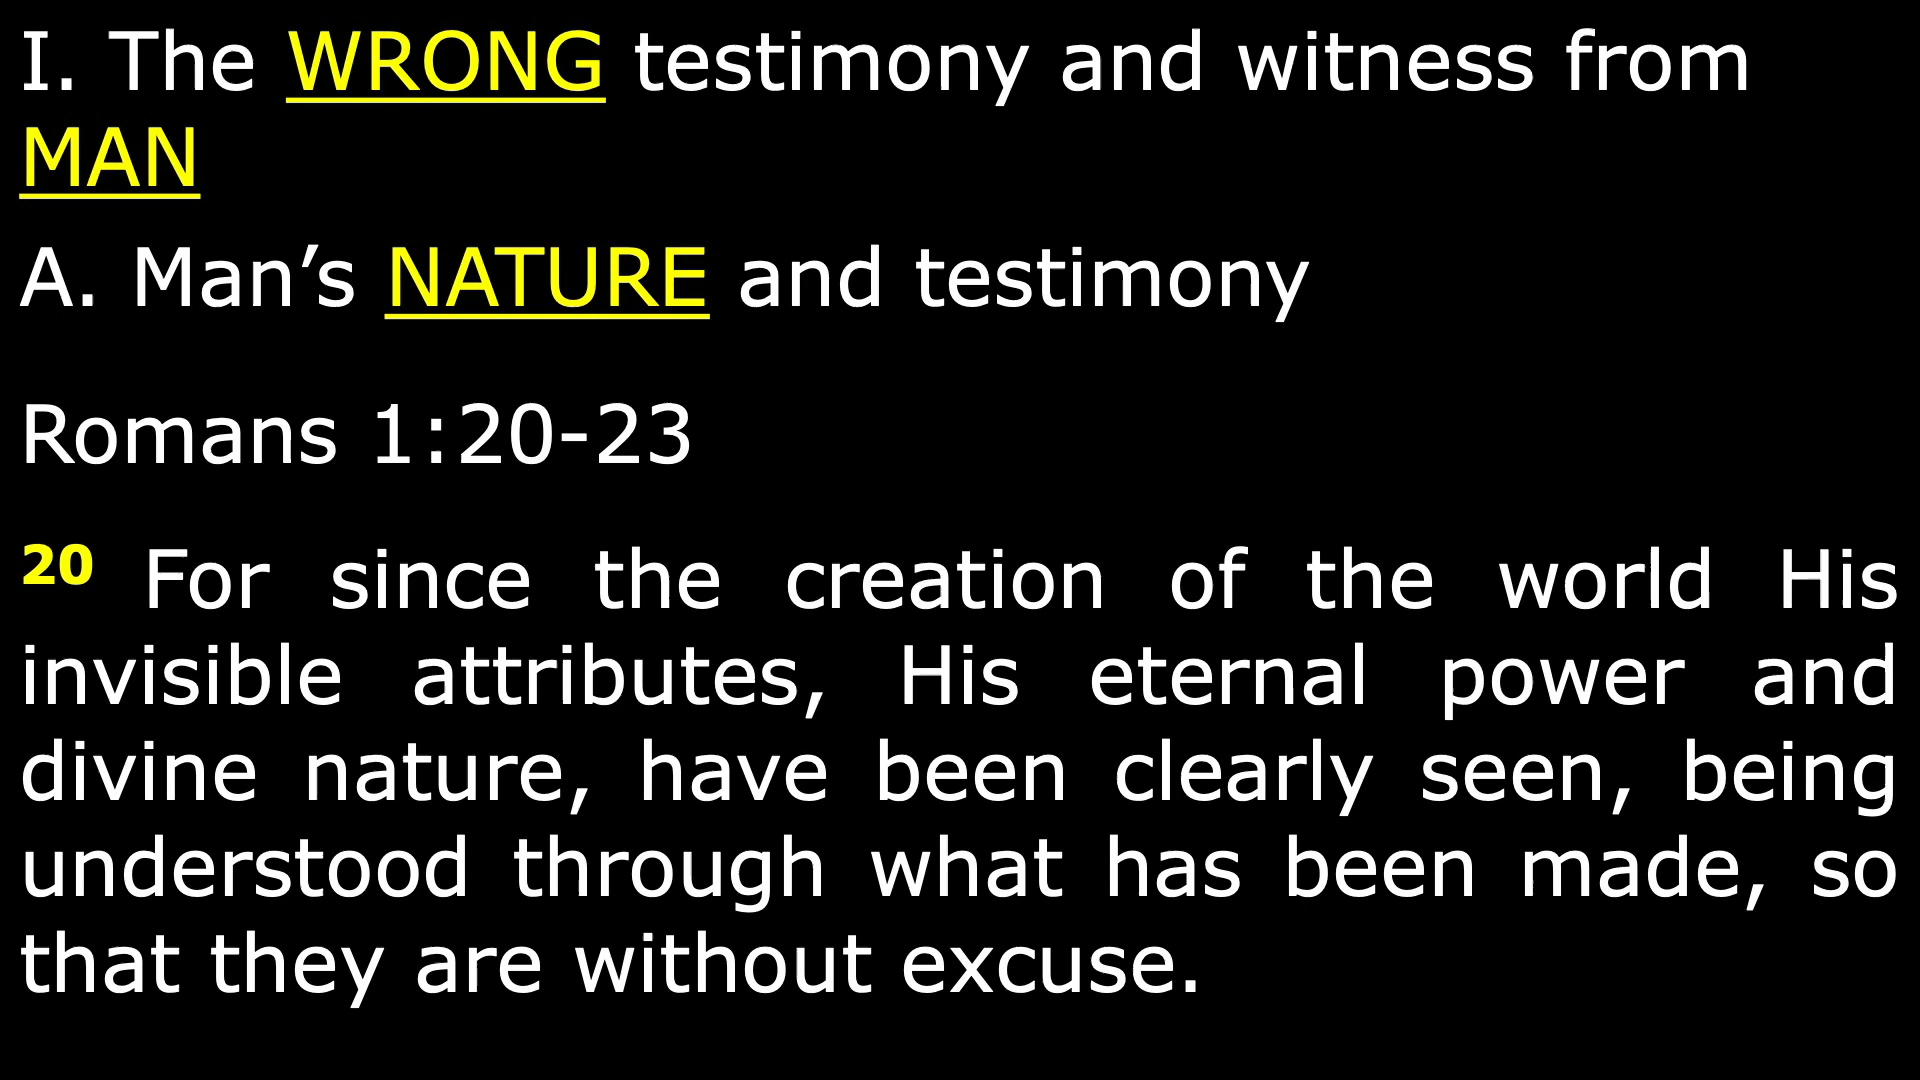 I. The WRONG testimony and witness from
MAN
A. Man’s NATURE and testimony
Romans 1:20-23
20 For since the creation of the world His
invisible attributes, His eternal power and
divine nature, have been clearly seen, being
understood through what has been made, so
that they are without excuse.